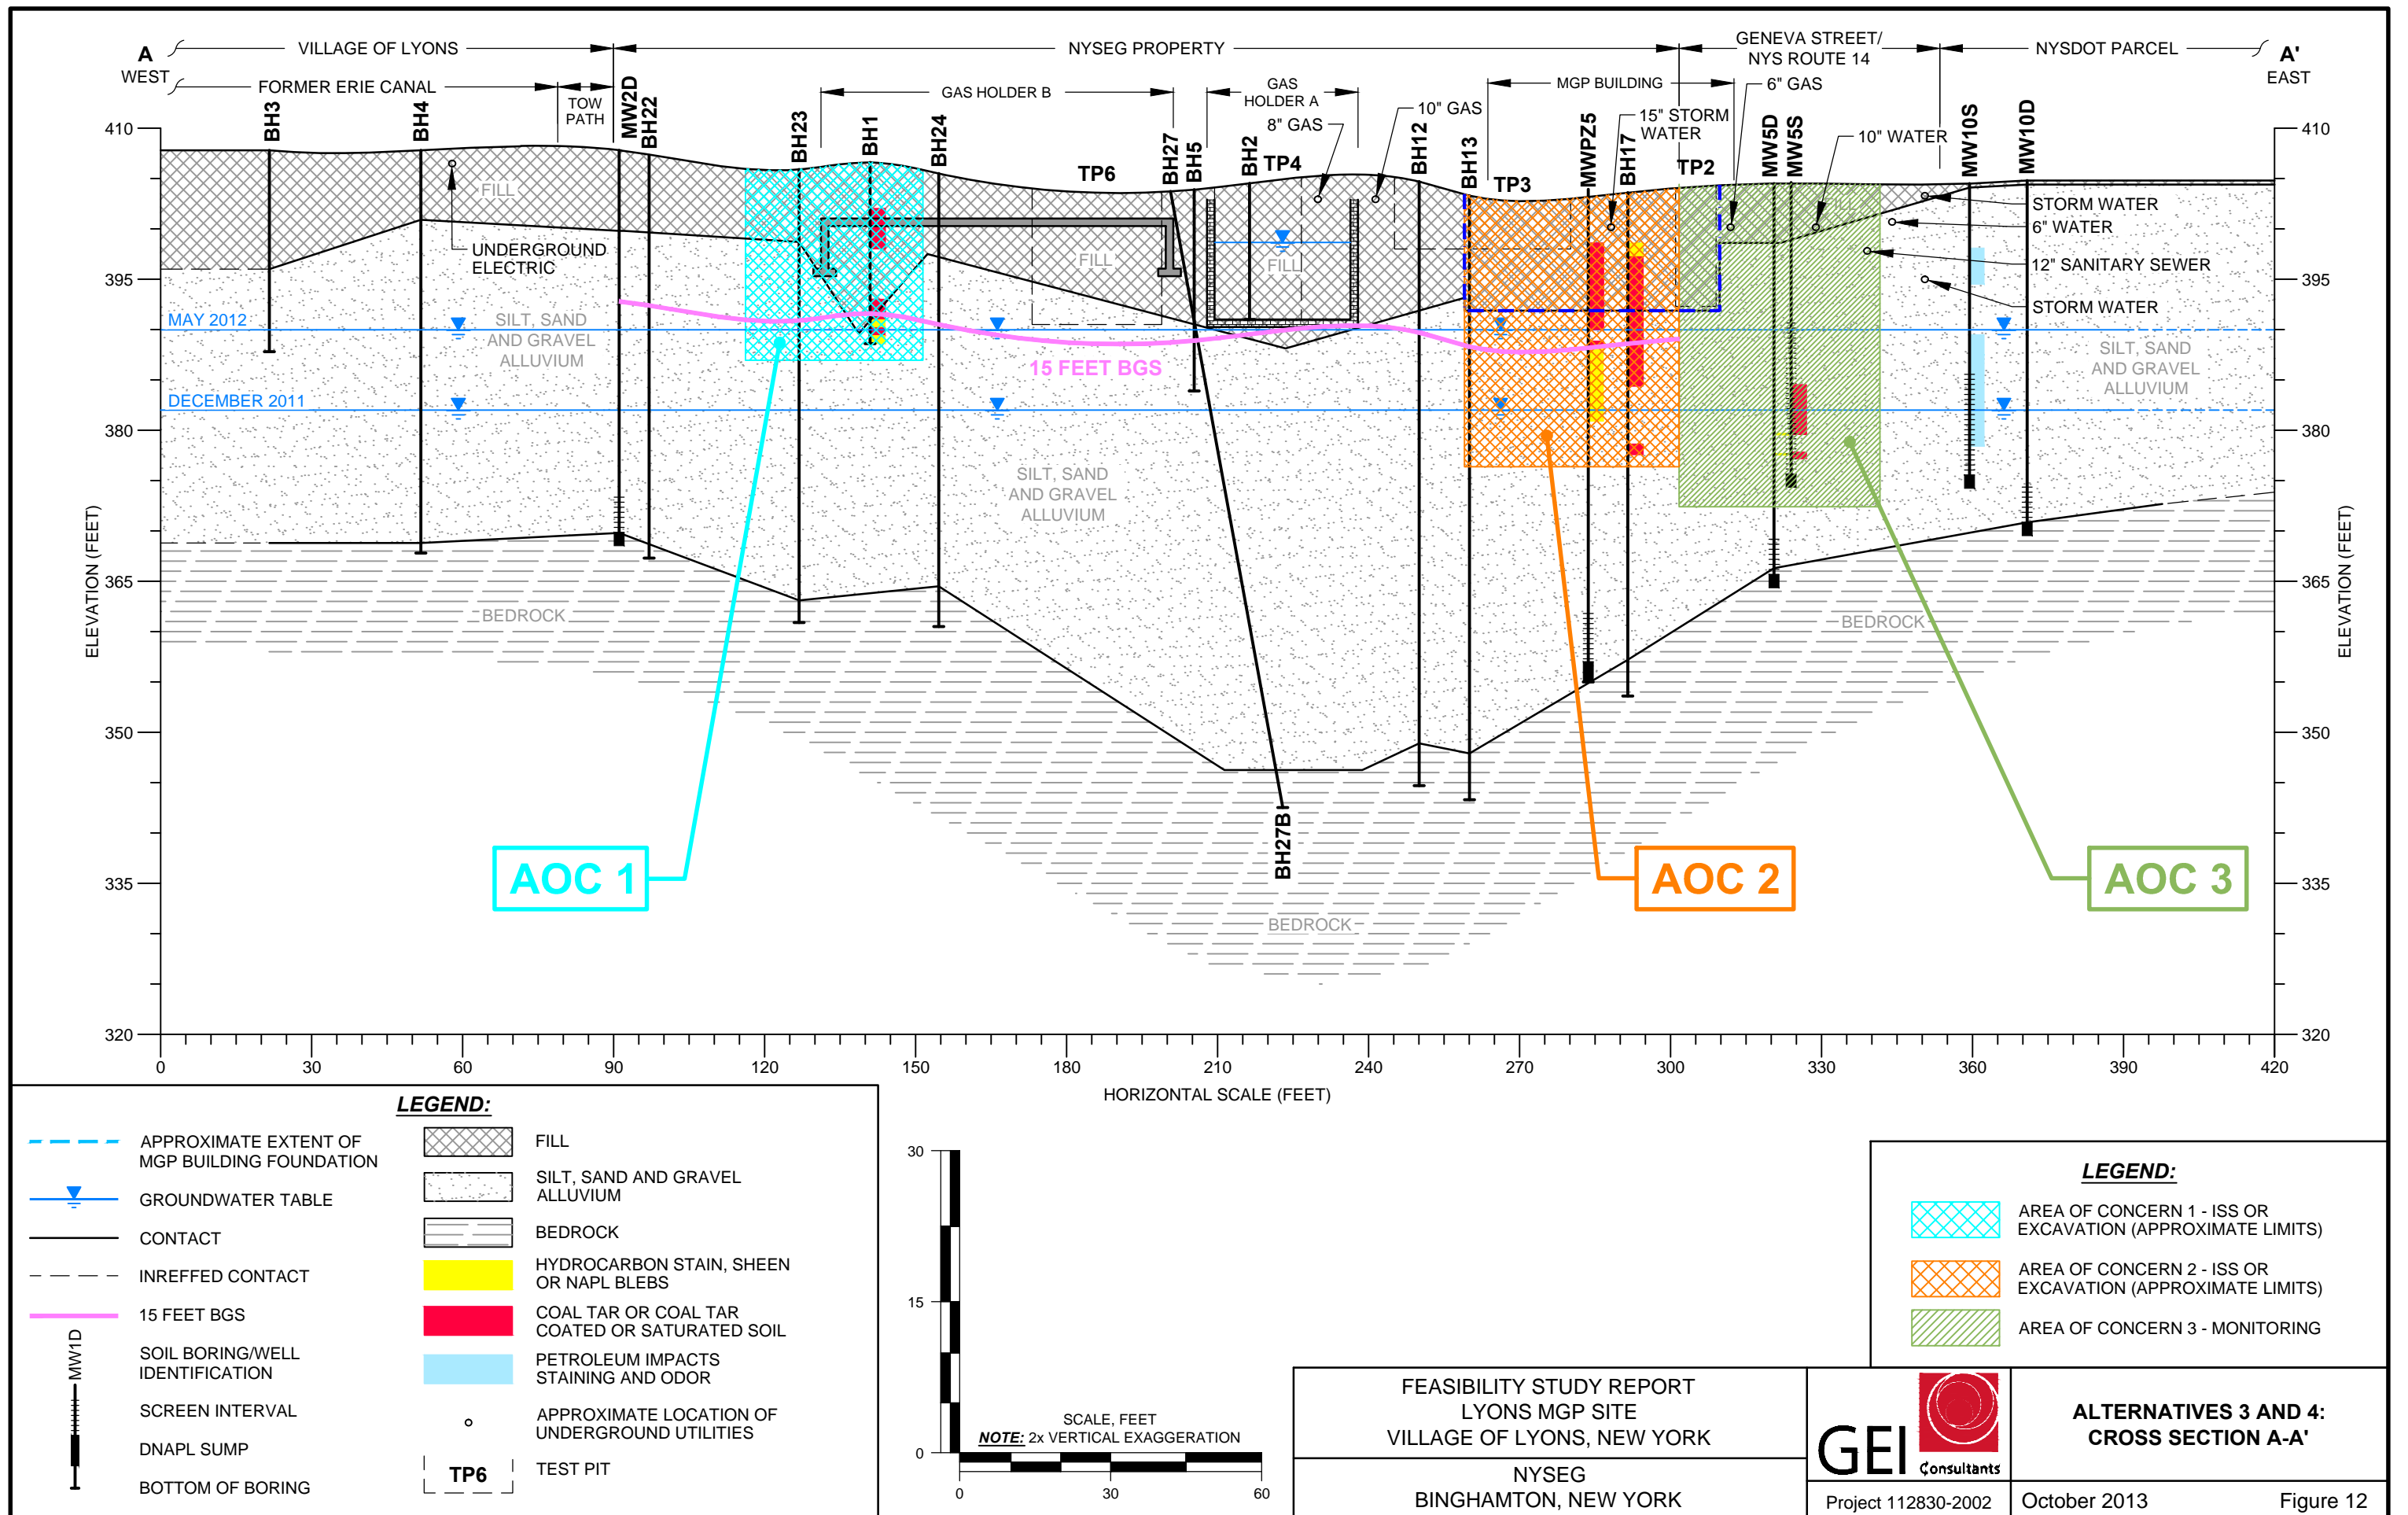 A
WEST
VILLAGE OF LYONS
NYSEG PROPERTY
GENEVA STREET/
NYS ROUTE 14
NYSDOT PARCEL
A'
EAST
FORMER ERIE CANAL
TOW
PATH
GAS HOLDER B
GAS
HOLDER A
MGP BUILDING
6" GAS
8" GAS
10" GAS
15" STORM
WATER
10" WATER
BH3
BH4
MW2D
BH22
BH23
BH1
BH24
TP6
BH27
BH5
BH2
TP4
BH12
BH13
TP3
MWPZ5
BH17
TP2
MW5D
MW5S
MW10S
MW10D
410
395
380
365
350
335
320
ELEVATION (FEET)
410
395
380
365
350
335
320
ELEVATION (FEET)
FILL
UNDERGROUND
ELECTRIC
FILL
FILL
FILL
STORM WATER
6" WATER
12" SANITARY SEWER
STORM WATER
MAY 2012
SILT, SAND
AND GRAVEL
ALLUVIUM
15 FEET BGS
SILT, SAND
AND GRAVEL
ALLUVIUM
DECEMBER 2011
SILT, SAND
AND GRAVEL
ALLUVIUM
BEDROCK
BEDROCK
BH27B
AOC 1
AOC 2
AOC 3
BEDROCK
0
30
60
90
120
150
180
210
240
270
300
330
360
390
420
HORIZONTAL SCALE (FEET)
LEGEND:
APPROXIMATE EXTENT OF
MGP BUILDING FOUNDATION
GROUNDWATER TABLE
CONTACT
INREFFED CONTACT
15 FEET BGS
MW1D
SOIL BORING/WELL
IDENTIFICATION
SCREEN INTERVAL
DNAPL SUMP
BOTTOM OF BORING
FILL
SILT, SAND AND GRAVEL
ALLUVIUM
BEDROCK
HYDROCARBON STAIN, SHEEN
OR NAPL BLEBS
COAL TAR OR COAL TAR
COATED OR SATURATED SOIL
PETROLEUM IMPACTS
STAINING AND ODOR
APPROXIMATE LOCATION OF
UNDERGROUND UTILITIES
TP6
TEST PIT
30
15
0
SCALE, FEET
NOTE: 2x VERTICAL EXAGGERATION
0
30
60
LEGEND:
AREA OF CONCERN 1 - ISS OR
EXCAVATION (APPROXIMATE LIMITS)
AREA OF CONCERN 2 - ISS OR
EXCAVATION (APPROXIMATE LIMITS)
AREA OF CONCERN 3 - MONITORING
FEASIBILITY STUDY REPORT
LYONS MGP SITE
VILLAGE OF LYONS, NEW YORK
NYSEG
BINGHAMTON, NEW YORK
GEI
Consultants
Project 112830-2002
ALTERNATIVES 3 AND 4:
CROSS SECTION A-A'
October 2013
Figure 12